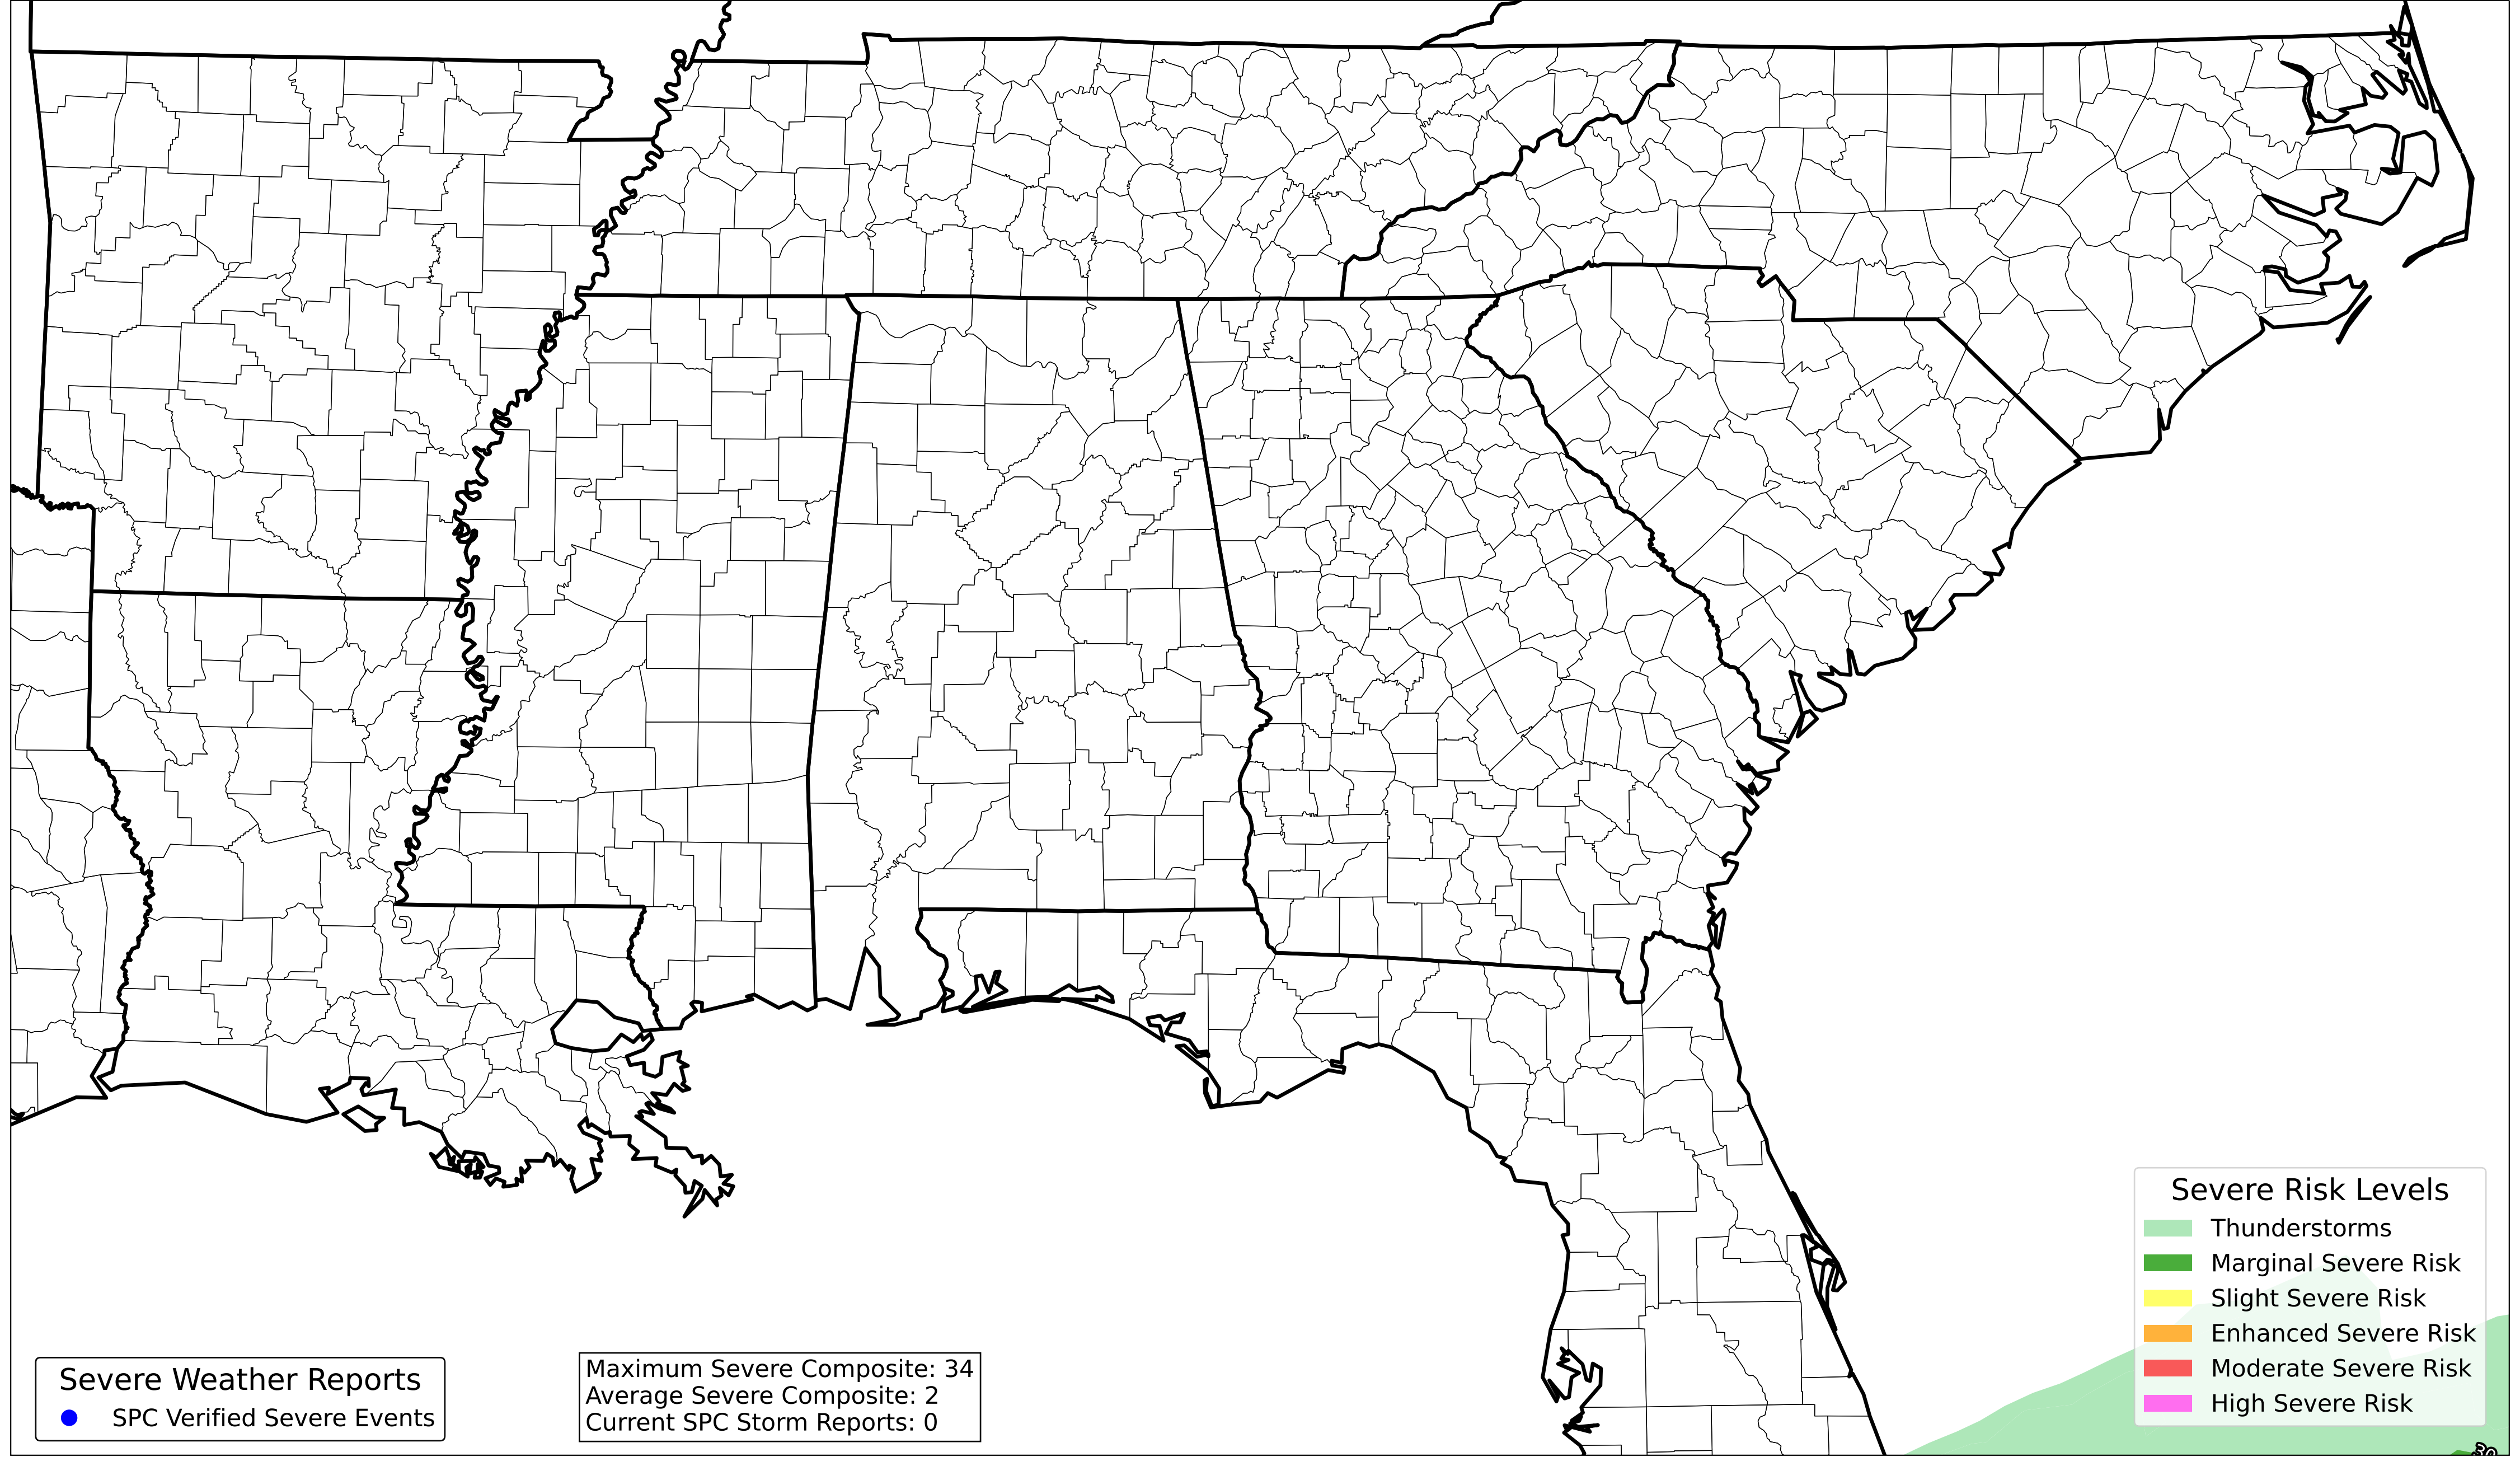 Severe Risk Levels
Thunderstorms
Marginal Severe Risk
Slight Severe Risk
Enhanced Severe Risk
Moderate Severe Risk
High Severe Risk
Severe Weather Reports
SPC Verified Severe Events
Maximum Severe Composite: 34
Average Severe Composite: 2
Current SPC Storm Reports: 0